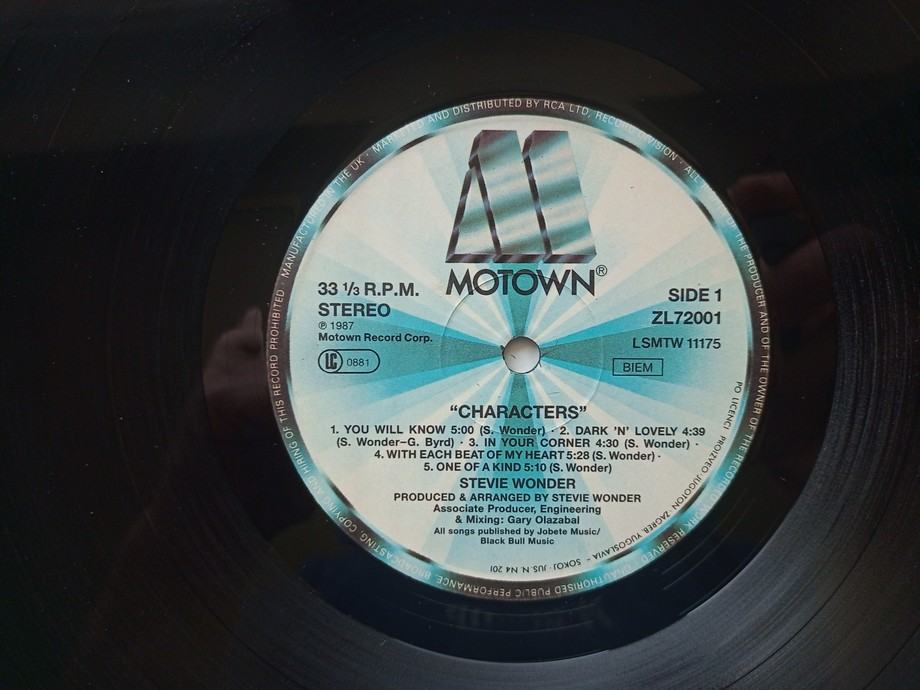 MOTOWN®
33 1/3 R.P.M.
STEREO
℗ 1987
Motown Record Corp.
LC 0881
SIDE 1
ZL72001
LSMTW 11175
BIEM
“CHARACTERS”
1. YOU WILL KNOW 5:00 (S. Wonder) · 2. DARK ’N’ LOVELY 4:39
(S. Wonder–G. Byrd) · 3. IN YOUR CORNER 4:30 (S. Wonder) ·
4. WITH EACH BEAT OF MY HEART 5:28 (S. Wonder) ·
5. ONE OF A KIND 5:10 (S. Wonder)
STEVIE WONDER
PRODUCED & ARRANGED BY STEVIE WONDER
Associate Producer, Engineering
& Mixing: Gary Olazabal
All songs published by Jobete Music/
Black Bull Music
PO LICENCI PROIZVEO JUGOTON ZAGREB, YUGOSLAVIA – SOKOJ · JUS. N. N4 201
MANUFACTURED IN THE UK · MARKETED AND DISTRIBUTED BY RCA LTD, RECORD DIVISION · ALL OF THE PRODUCER AND OF THE OWNER OF THE RECORDED RESERVED. UNAUTHORISED PUBLIC PERFORMANCE, BROADCASTING, COPYING AND HIRING OF THIS RECORD PROHIBITED ·